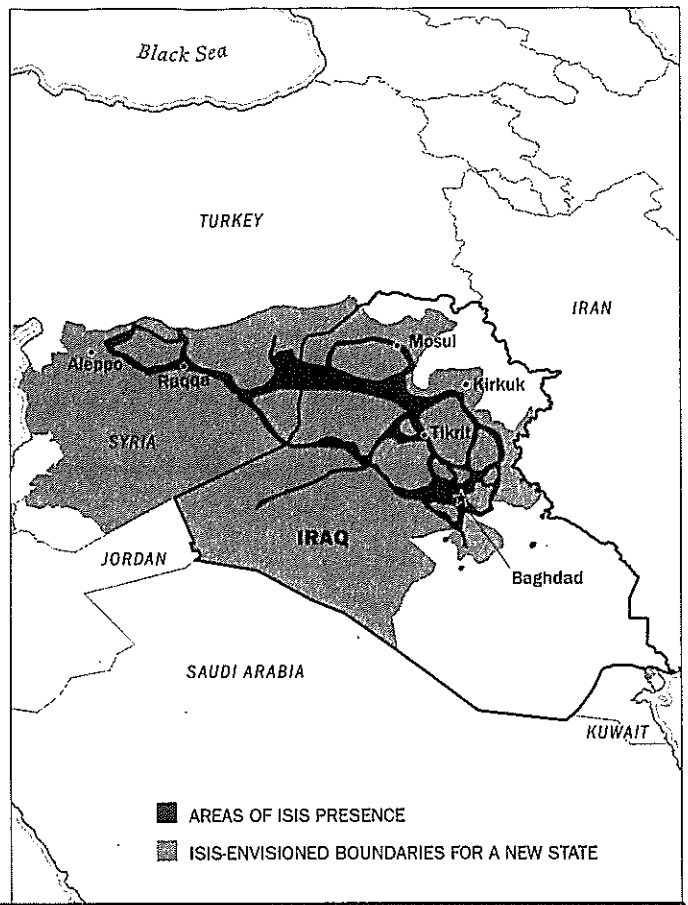 Black Sea
TURKEY
IRAN
Mosul
Aleppo
Raqqa
Kirkuk
Tikrit
SYRIA
IRAQ
JORDAN
Baghdad
SAUDI ARABIA
KUWAIT
AREAS OF ISIS PRESENCE
ISIS-ENVISIONED BOUNDARIES FOR A NEW STATE